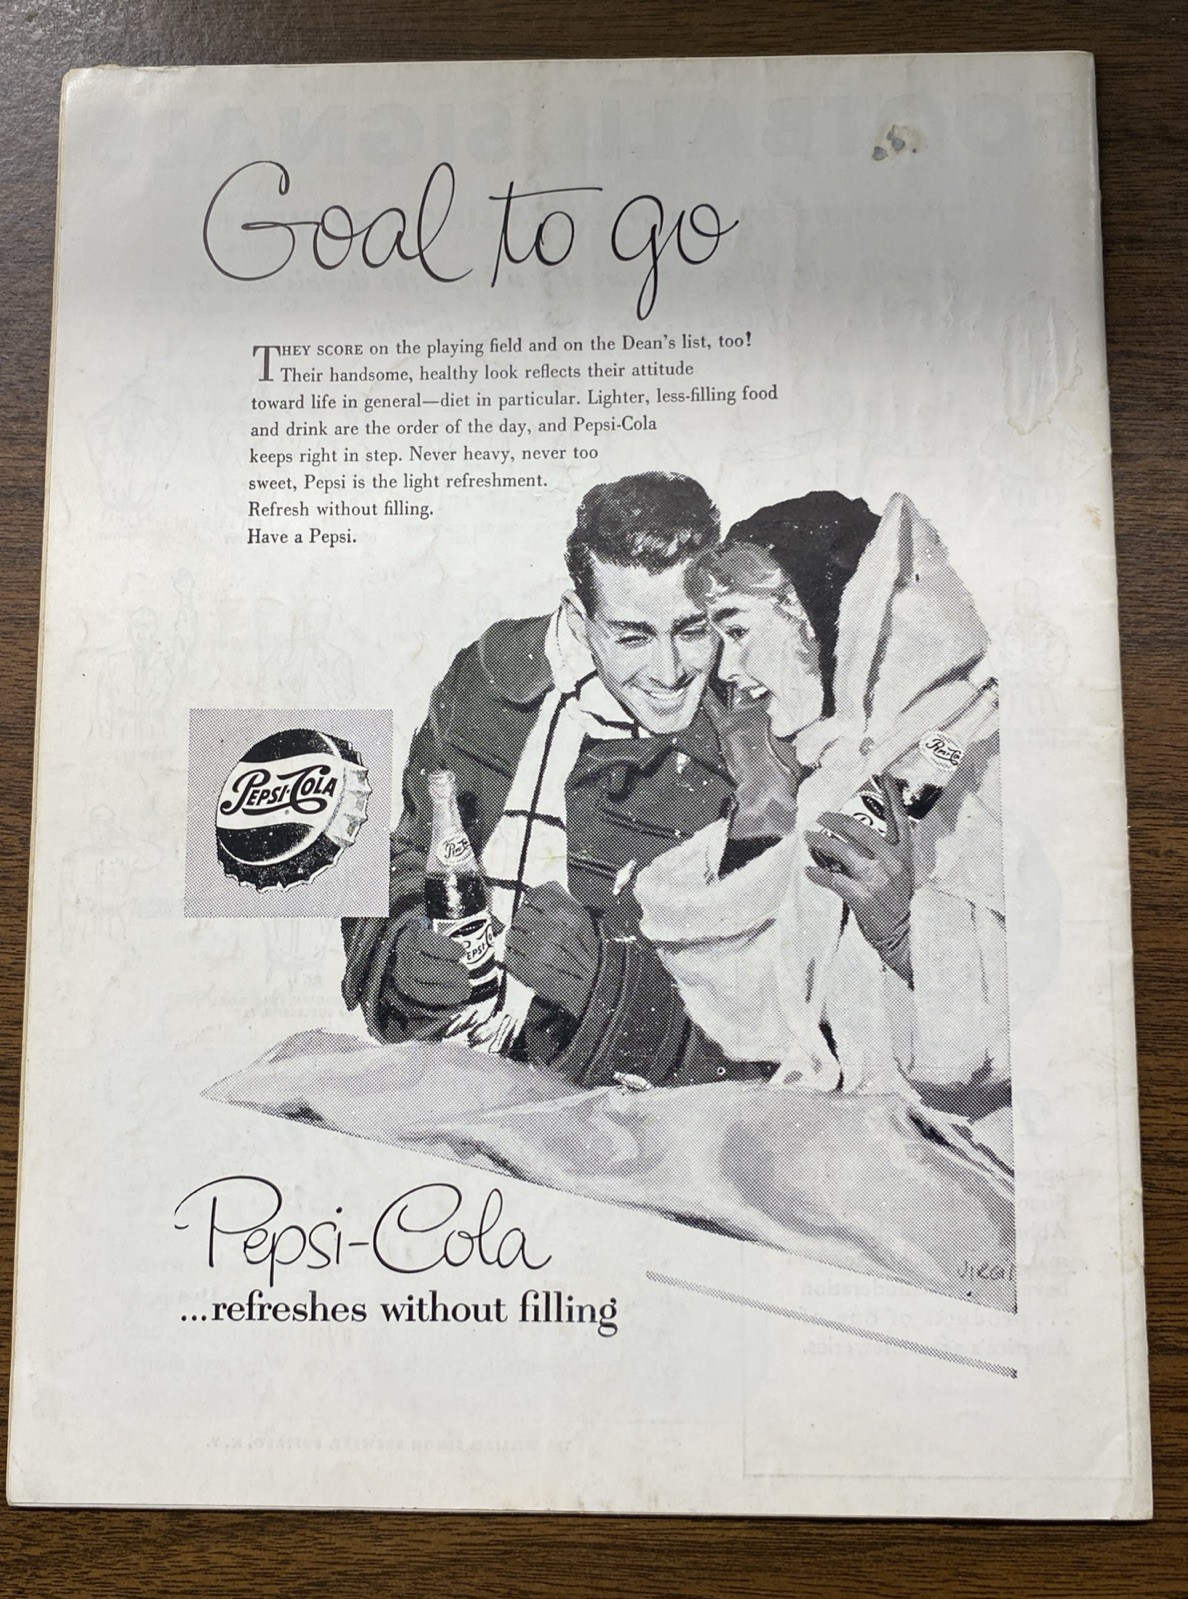 Goal to go
THEY SCORE on the playing field and on the Dean's list, too!
Their handsome, healthy look reflects their attitude
toward life in general—diet in particular. Lighter, less-filling food
and drink are the order of the day, and Pepsi-Cola
keeps right in step. Never heavy, never too
sweet, Pepsi is the light refreshment.
Refresh without filling.
Have a Pepsi.
PEPSI-COLA
Pepsi-Cola
...refreshes without filling